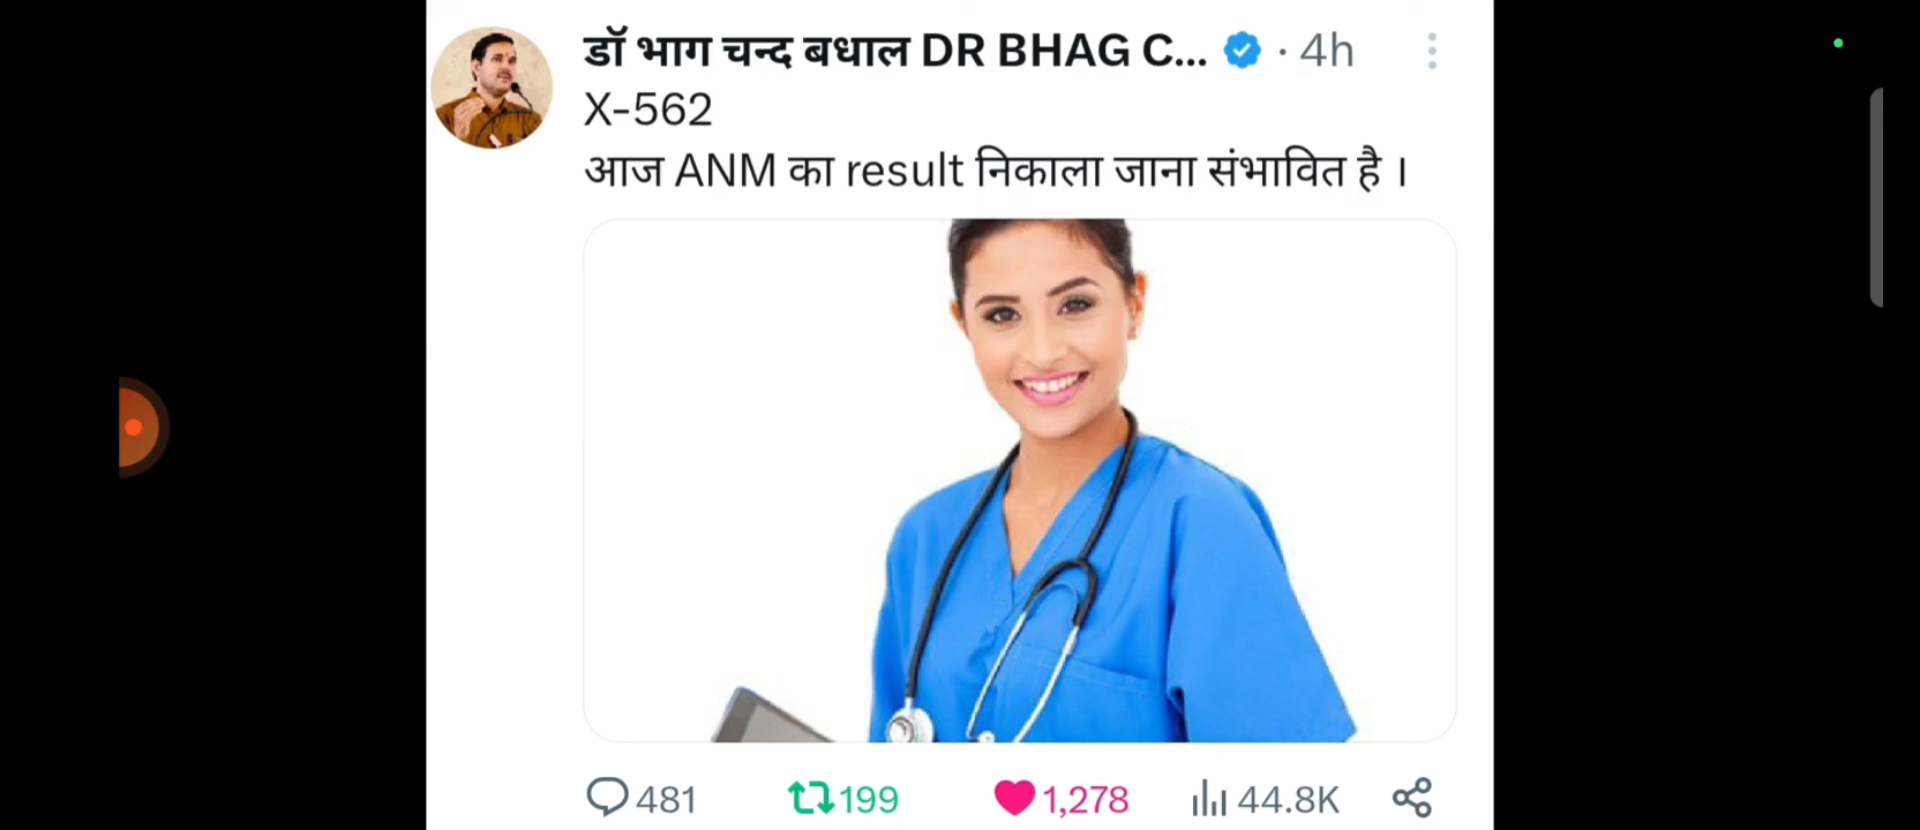 डॉ भाग चन्द बधाल DR BHAG C... · 4h
X-562
आज ANM का result निकाला जाना संभावित है ।
481 199 1,278 44.8K